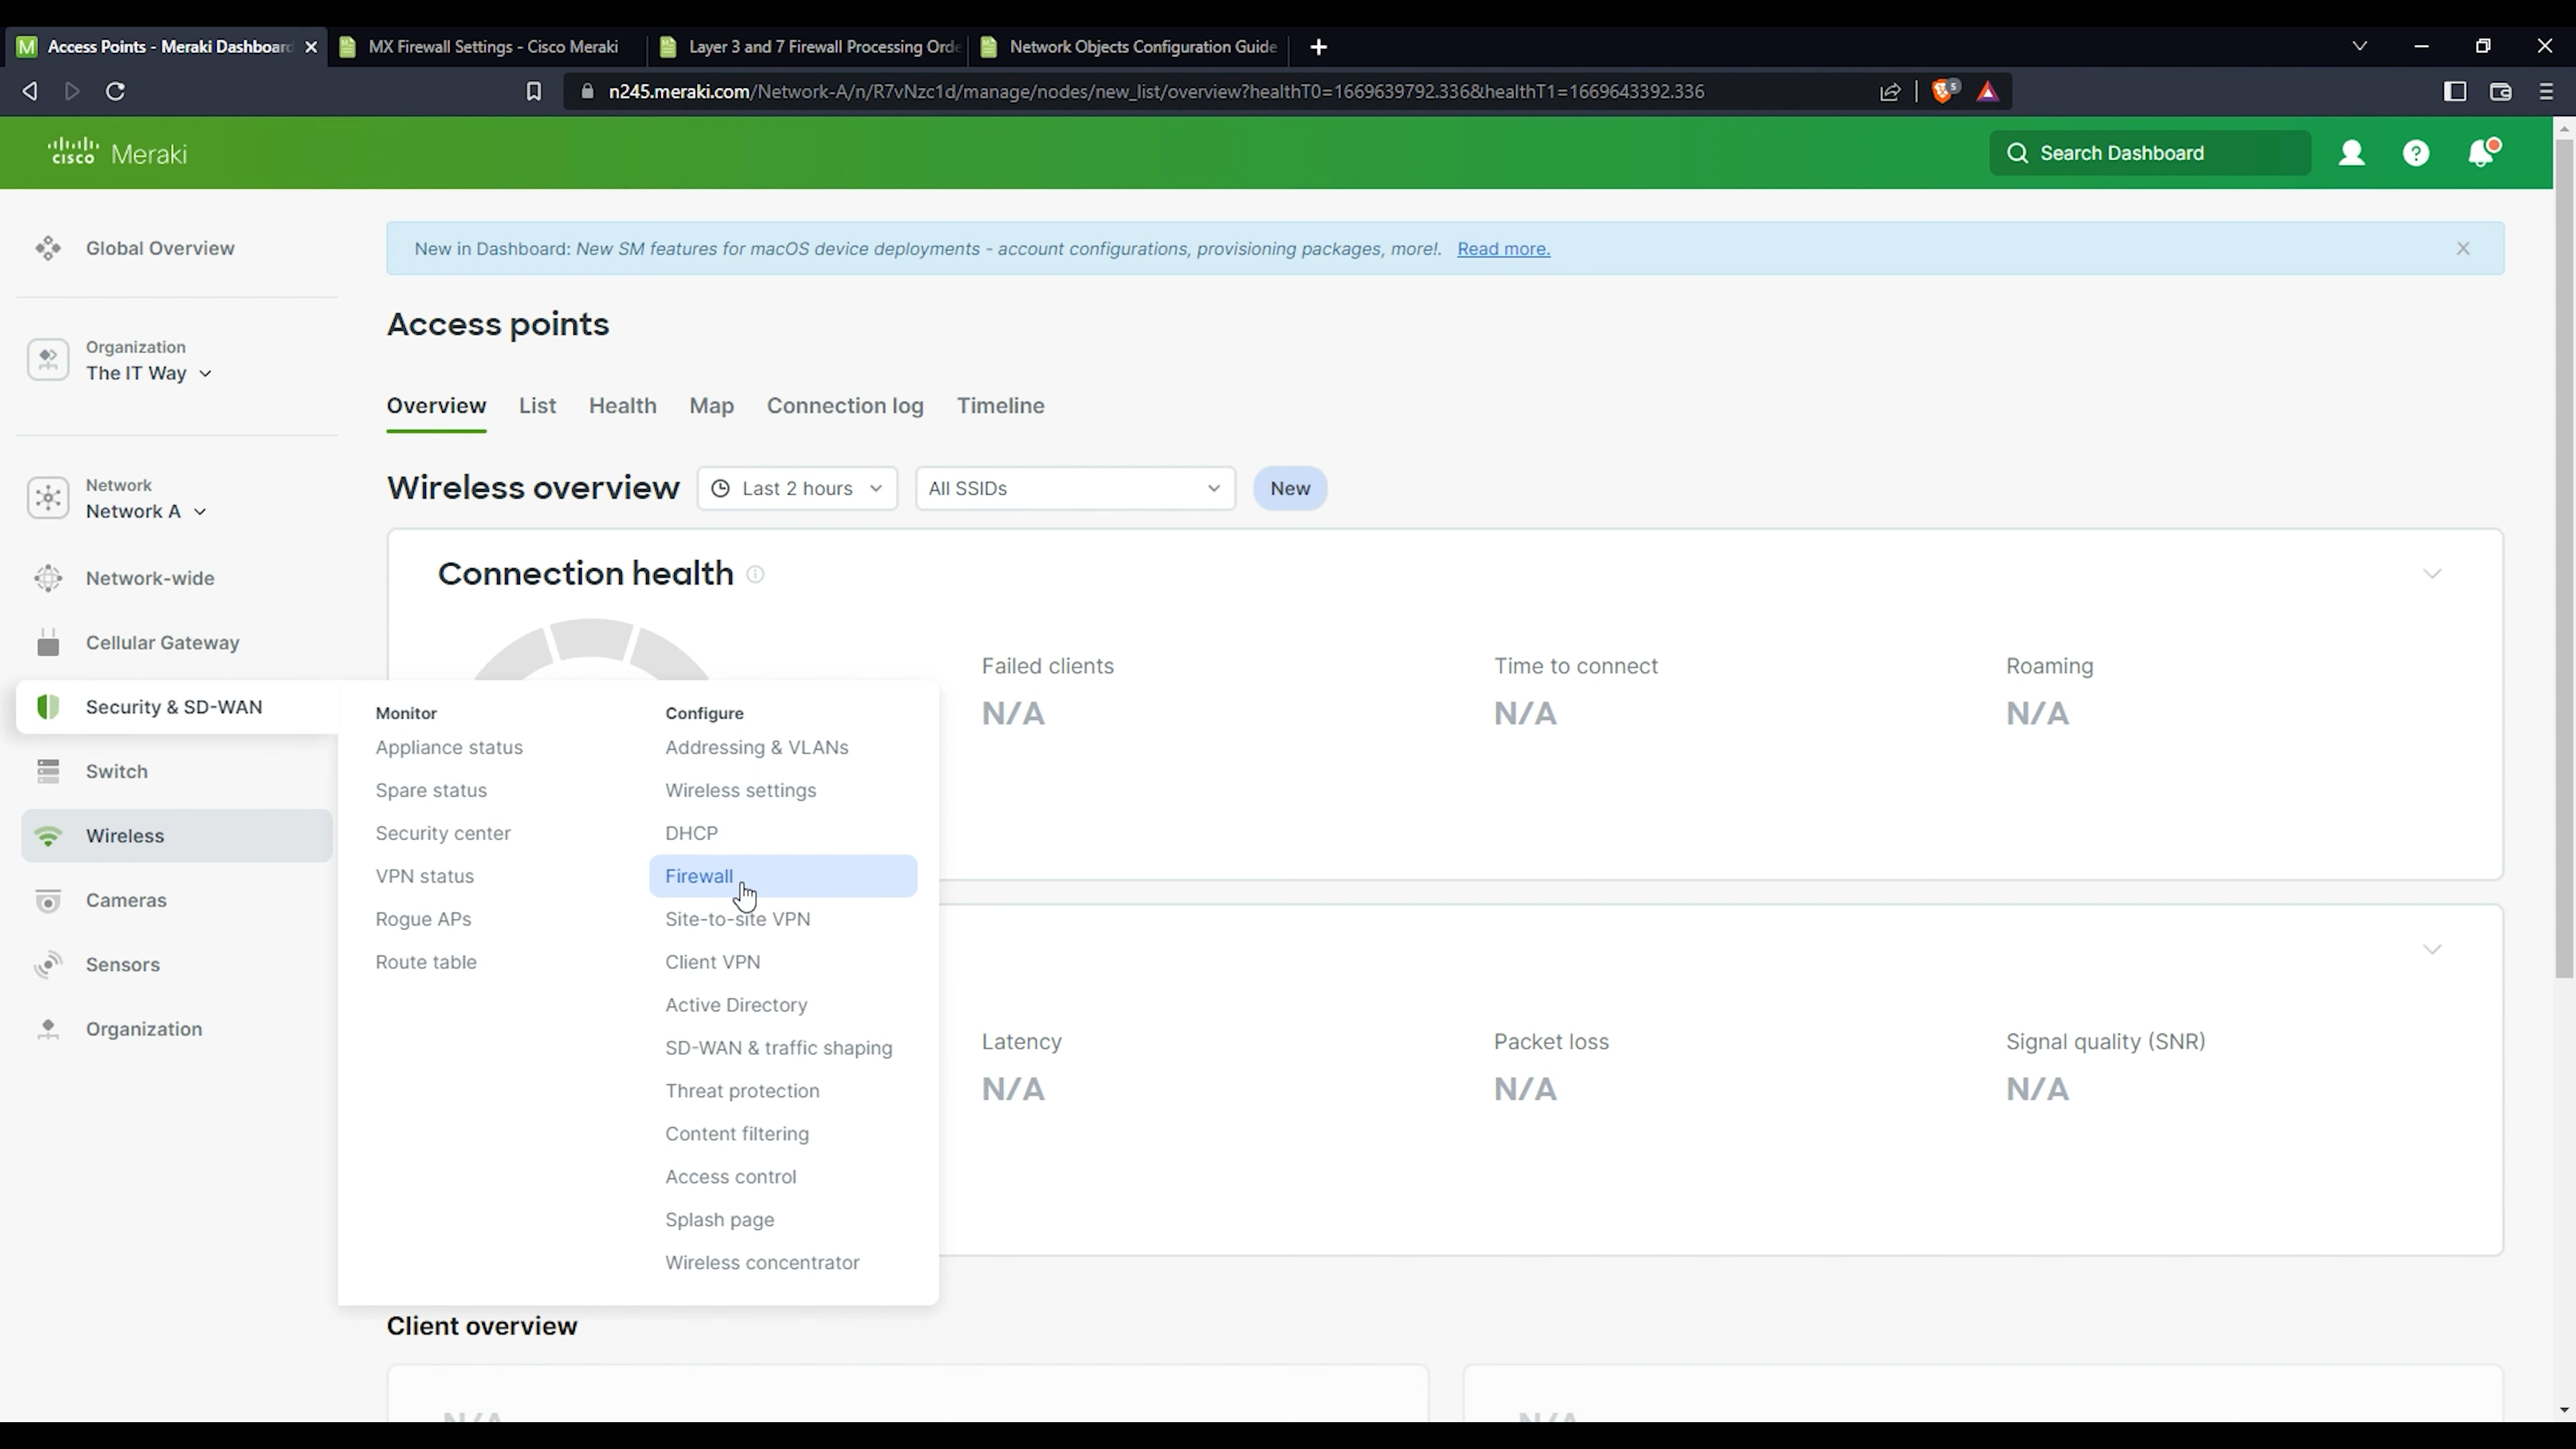 Access Points - Meraki Dashboard
MX Firewall Settings - Cisco Meraki
Layer 3 and 7 Firewall Processing Orde
Network Objects Configuration Guide
n245.meraki.com/Network-A/n/R7vNzc1d/manage/nodes/new_list/overview?healthT0=1669639792.336&healthT1=1669643392.336
5
cisco Meraki
Search Dashboard
Global Overview
New in Dashboard: New SM features for macOS device deployments - account configurations, provisioning packages, more!. Read more.
Organization
The IT Way
Network
Network A
Network-wide
Cellular Gateway
Security & SD-WAN
Switch
Wireless
Cameras
Sensors
Organization
Monitor
Appliance status
Spare status
Security center
VPN status
Rogue APs
Route table
Configure
Addressing & VLANs
Wireless settings
DHCP
Firewall
Site-to-site VPN
Client VPN
Active Directory
SD-WAN & traffic shaping
Threat protection
Content filtering
Access control
Splash page
Wireless concentrator
Access points
Overview List Health Map Connection log Timeline
Wireless overview Last 2 hours All SSIDs New
Connection health
Failed clients Time to connect Roaming
N/A N/A N/A
Latency Packet loss Signal quality (SNR)
N/A N/A N/A
Client overview
N/A N/A